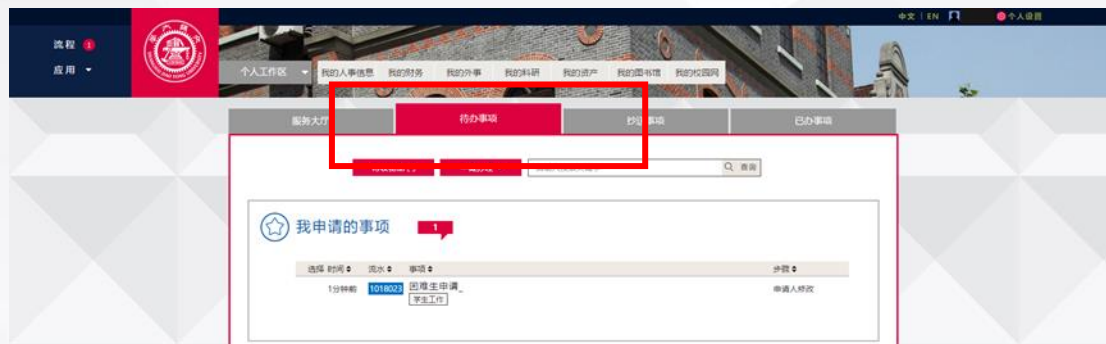 中文 | EN 个人设置
流程 1
应用
个人工作区 我的人事信息 我的财务 我的外事 我的科研 我的资产 我的图书馆 我的校园网
服务大厅 待办事项 抄送事项 已办事项
查询
我申请的事项 1
选择 时间 流水 事项 步骤
1分钟前 1018023 困难生申请_ 申请人修改
学生工作